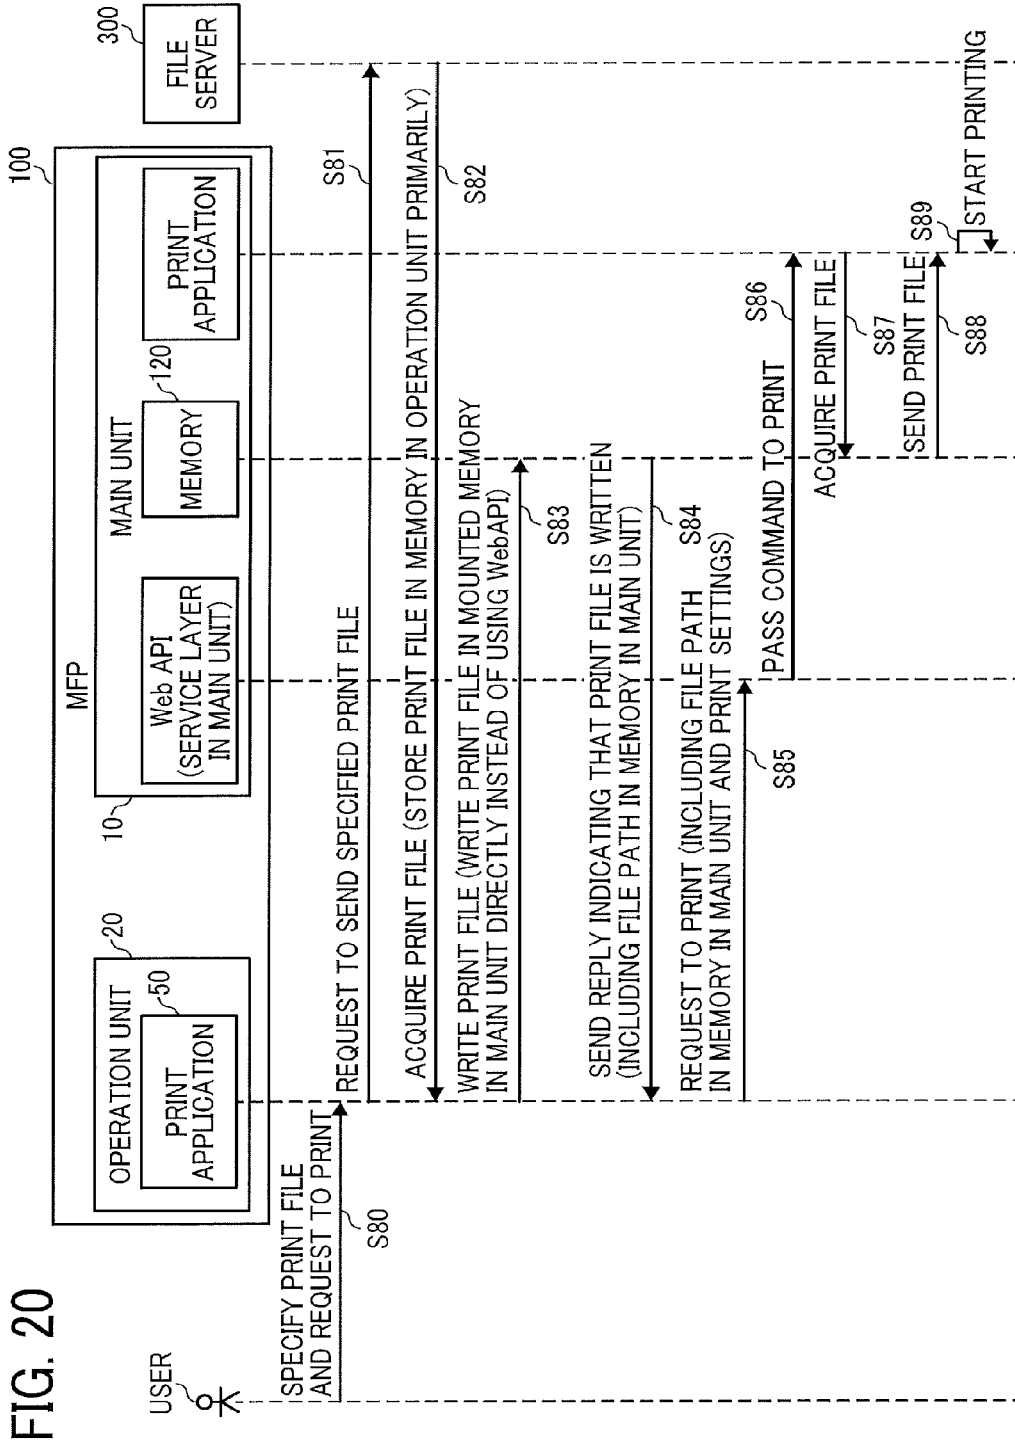 FIG. 20
100
MFP
20
OPERATION UNIT
50
PRINT
APPLICATION
10
MAIN UNIT
Web API
(SERVICE LAYER
IN MAIN UNIT)
120
MEMORY
PRINT
APPLICATION
300
FILE
SERVER
USER
SPECIFY PRINT FILE
AND REQUEST TO PRINT
S80
REQUEST TO SEND SPECIFIED PRINT FILE
S81
ACQUIRE PRINT FILE (STORE PRINT FILE IN MEMORY IN OPERATION UNIT PRIMARILY)
S82
WRITE PRINT FILE (WRITE PRINT FILE IN MOUNTED MEMORY
IN MAIN UNIT DIRECTLY INSTEAD OF USING WebAPI)
S83
SEND REPLY INDICATING THAT PRINT FILE IS WRITTEN
(INCLUDING FILE PATH IN MEMORY IN MAIN UNIT)
S84
REQUEST TO PRINT (INCLUDING FILE PATH
IN MEMORY IN MAIN UNIT AND PRINT SETTINGS)
S85
PASS COMMAND TO PRINT
S86
ACQUIRE PRINT FILE
S87
SEND PRINT FILE
S88
S89
START PRINTING